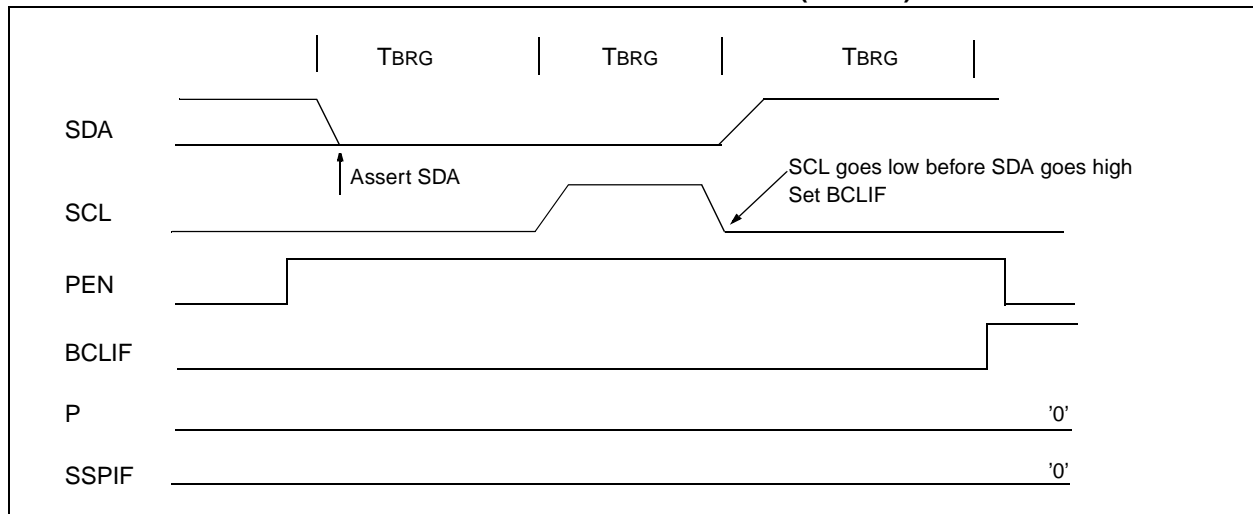 TBRG TBRG TBRG
SDA
Assert SDA
SCL goes low before SDA goes high
Set BCLIF
SCL
PEN
BCLIF
P
'0'
SSPIF
'0'